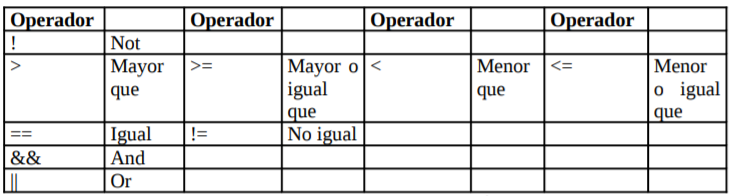 Operador Operador Operador Operador
! Not
> Mayor que >= Mayor o igual que < Menor que <= Menor o igual que
== Igual != No igual
&& And
|| Or